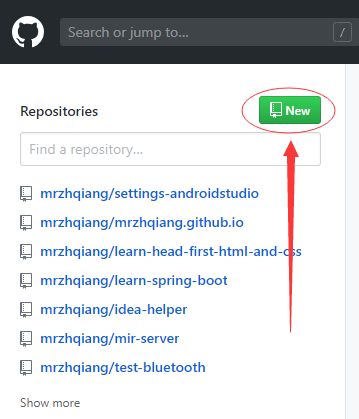 Search or jump to...
/
Repositories
New
Find a repository...
mrzhqiang/settings-androidstudio
mrzhqiang/mrzhqiang.github.io
mrzhqiang/learn-head-first-html-and-css
mrzhqiang/learn-spring-boot
mrzhqiang/idea-helper
mrzhqiang/mir-server
mrzhqiang/test-bluetooth
Show more